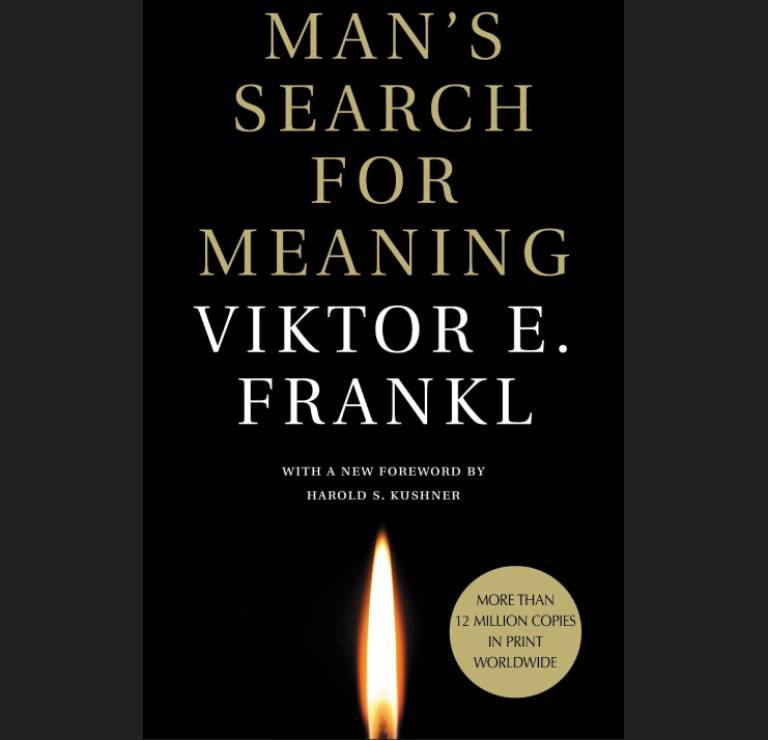 MAN’S
SEARCH
FOR
MEANING
VIKTOR E.
FRANKL
WITH A NEW FOREWORD BY
HAROLD S. KUSHNER
MORE THAN
12 MILLION COPIES
IN PRINT
WORLDWIDE